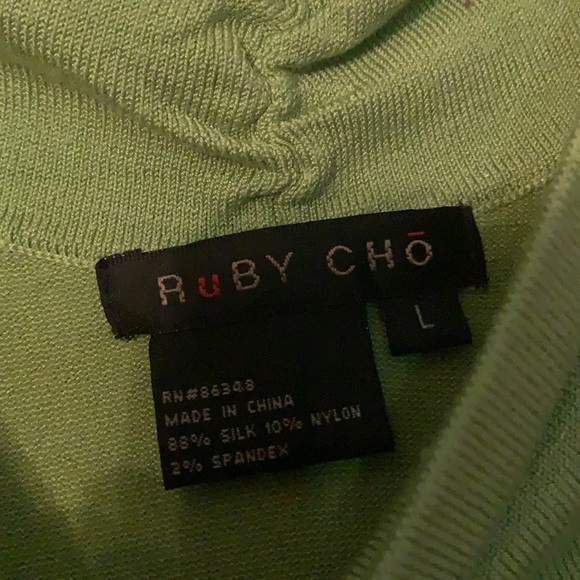 RuBY CHō
L
RN#86348
MADE IN CHINA
88% SILK 10% NYLON
2% SPANDEX